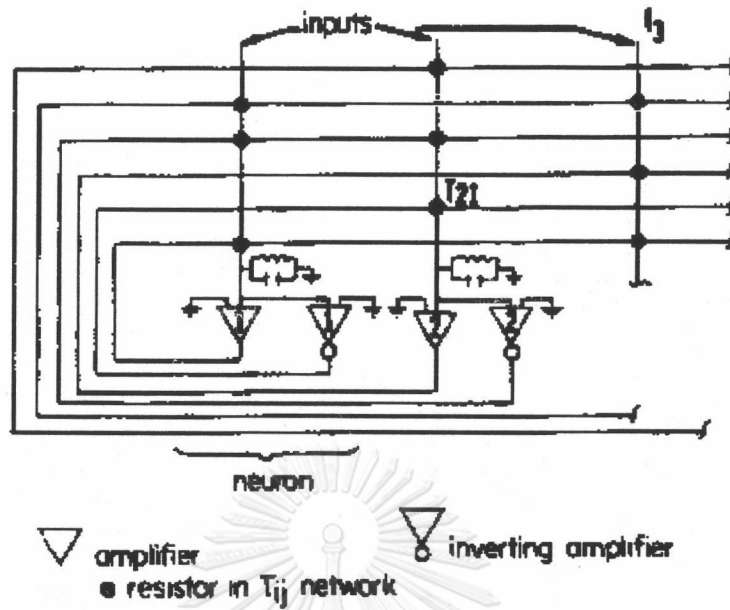 inputs
I3
T21
neuron
amplifier
inverting amplifier
resistor in Tij network